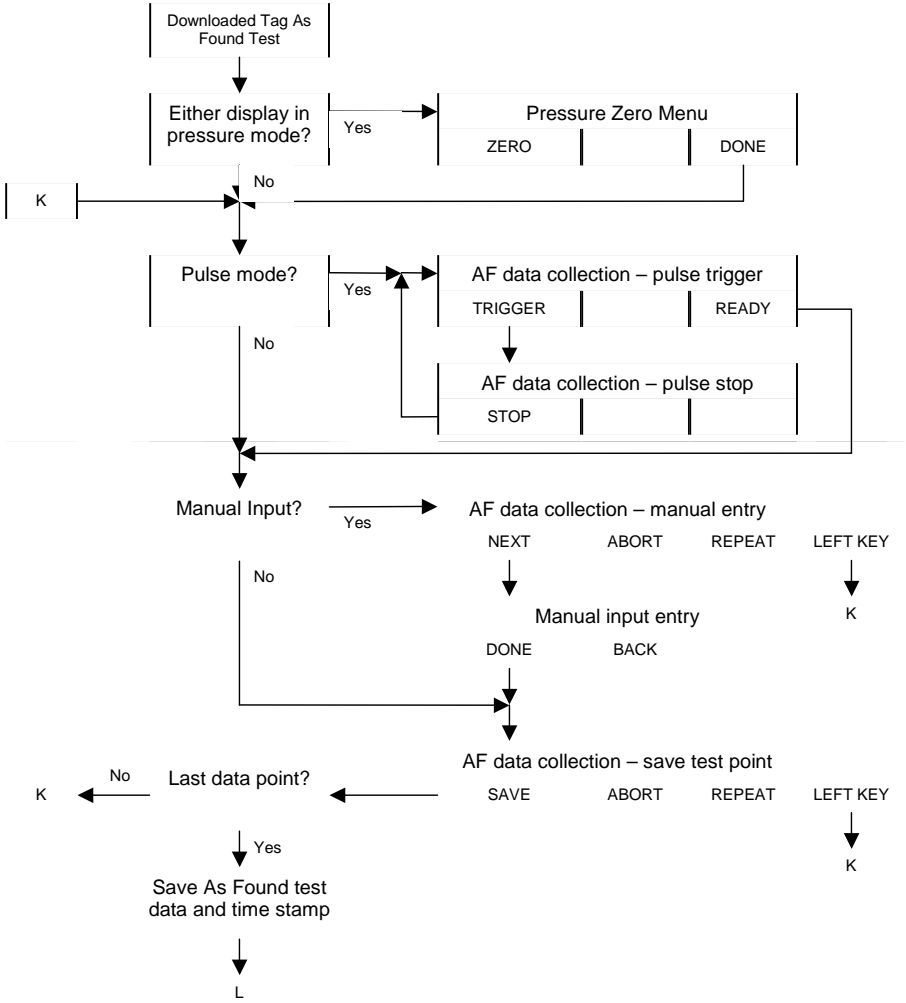 Downloaded Tag As
Found Test
Either display in
pressure mode?
Yes
Pressure Zero Menu
ZERO
DONE
No
K
Pulse mode?
Yes
AF data collection – pulse trigger
TRIGGER
READY
No
AF data collection – pulse stop
STOP
Manual Input?
Yes
AF data collection – manual entry
NEXT
ABORT
REPEAT
LEFT KEY
No
K
Manual input entry
DONE
BACK
AF data collection – save test point
SAVE
ABORT
REPEAT
LEFT KEY
Last data point?
No
K
K
Yes
Save As Found test
data and time stamp
L